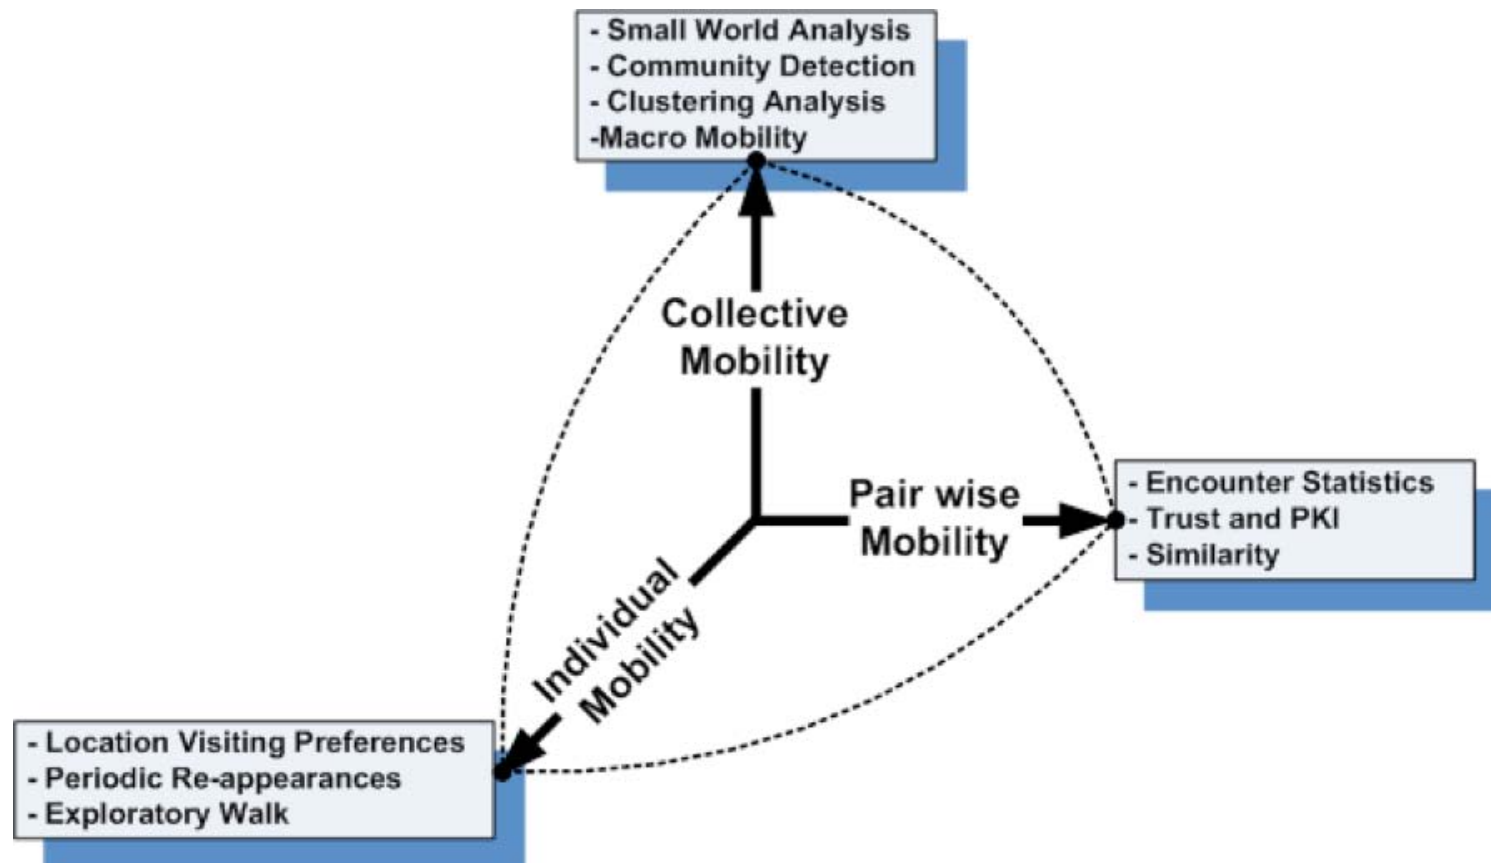 - Small World Analysis
- Community Detection
- Clustering Analysis
-Macro Mobility
Collective
Mobility
Pair wise
Mobility
- Encounter Statistics
- Trust and PKI
- Similarity
Individual
Mobility
- Location Visiting Preferences
- Periodic Re-appearances
- Exploratory Walk